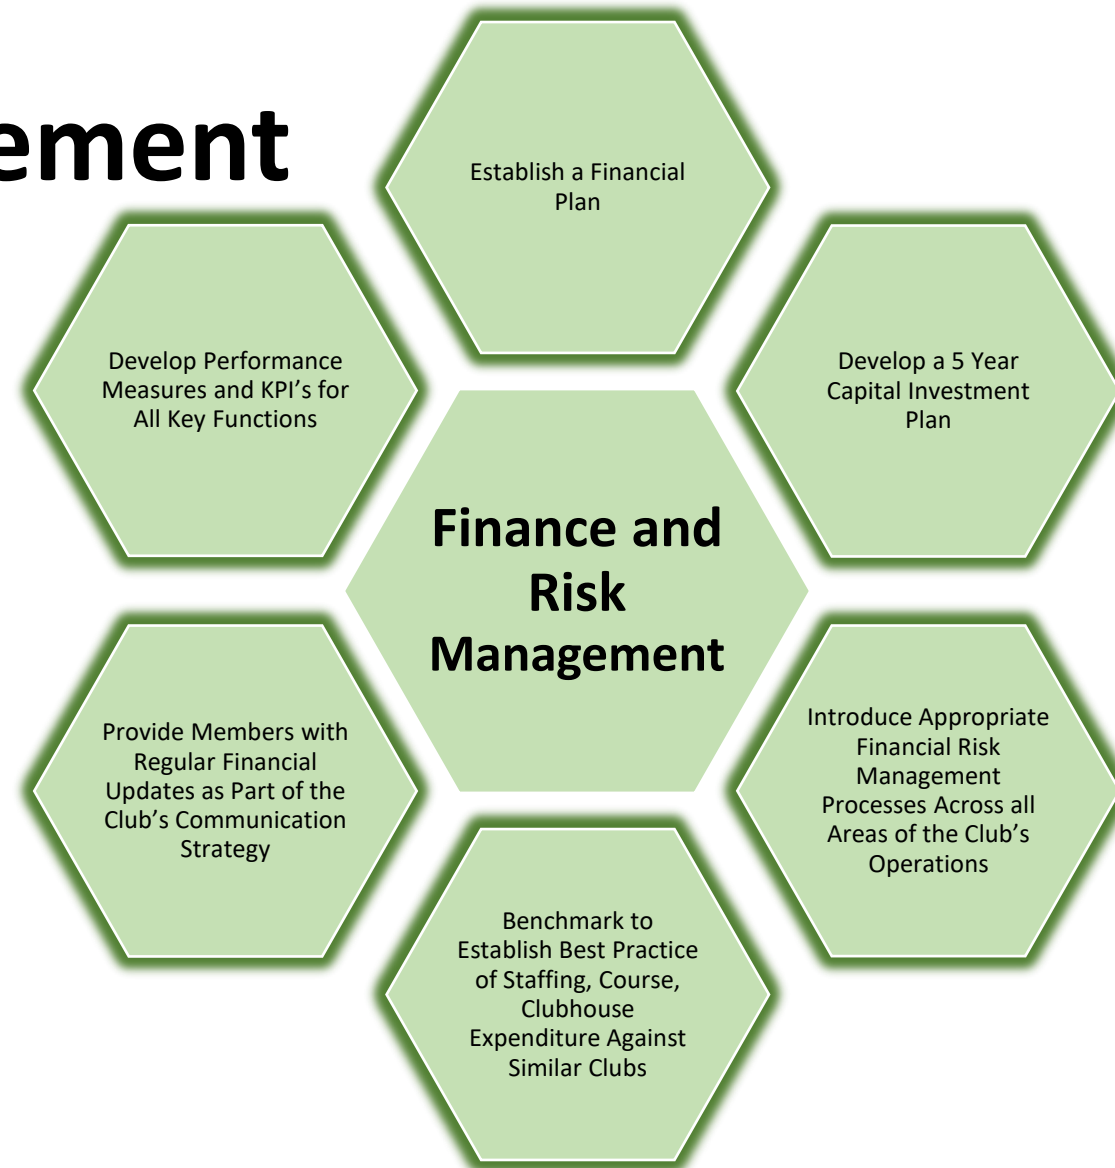 ement
Establish a Financial
Plan
Develop a 5 Year
Capital Investment
Plan
Introduce Appropriate
Financial Risk
Management
Processes Across all
Areas of the Club’s
Operations
Benchmark to
Establish Best Practice
of Staffing, Course,
Clubhouse
Expenditure Against
Similar Clubs
Provide Members with
Regular Financial
Updates as Part of the
Club’s Communication
Strategy
Develop Performance
Measures and KPI’s for
All Key Functions
Finance and
Risk
Management